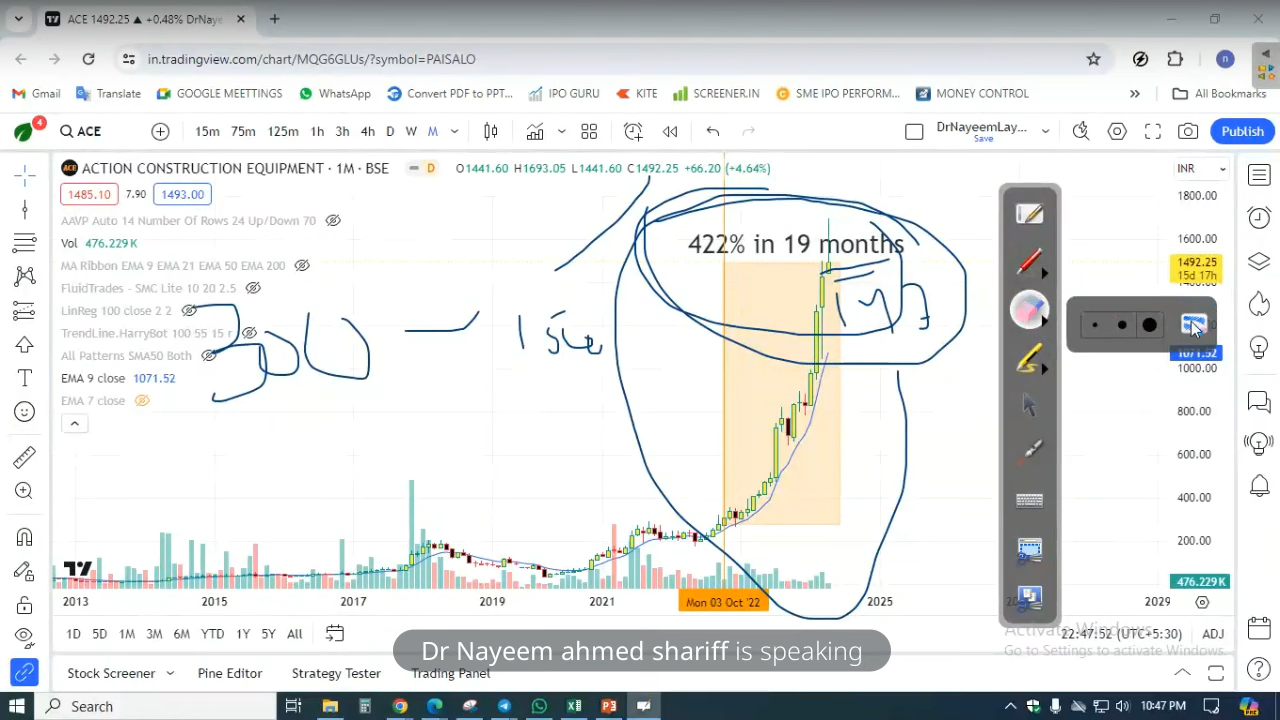 ACE 1492.25 ▲ +0.48% DrNaye
in.tradingview.com/chart/MQG6GLUs/?symbol=PAISALO
n
Gmail Translate GOOGLE MEETINGS WhatsApp Convert PDF to PPT... IPO GURU KITE SCREENER.IN SME IPO PERFORM... MONEY CONTROL » All Bookmarks
4
ACE 15m 75m 125m 1h 3h 4h D W M DrNayeemLay... Publish
Save
ACTION CONSTRUCTION EQUIPMENT · 1M · BSE D O1441.60 H1693.05 L1441.60 C1492.25 +66.20 (+4.64%) INR
1485.10 7.90 1493.00 1800.00
AAVP Auto 14 Number Of Rows 24 Up/Down 70
Vol 476.229K 422% in 19 months 1600.00
MA Ribbon EMA 9 EMA 21 EMA 50 EMA 200 1492.25
15d 17h
FluidTrades - SMC Lite 10 20 2.5
LinReg 100 close 2 2
TrendLine.HarryBot 100 55 15 r
300
All Patterns SMA50 Both 1071.52
1000.00
EMA 9 close 1071.52
EMA 7 close
800.00
600.00
400.00
200.00
476.229K
2013 2015 2017 2019 2021 Mon 03 Oct '22 2025 2029
1D 5D 1M 3M 6M YTD 1Y 5Y All 22:47:52 (UTC+5:30) ADJ
Activate Windows
Go to Settings to activate Windows.
Dr Nayeem ahmed shariff is speaking
Stock Screener Pine Editor Strategy Tester Trading Panel
Search 10:47 PM